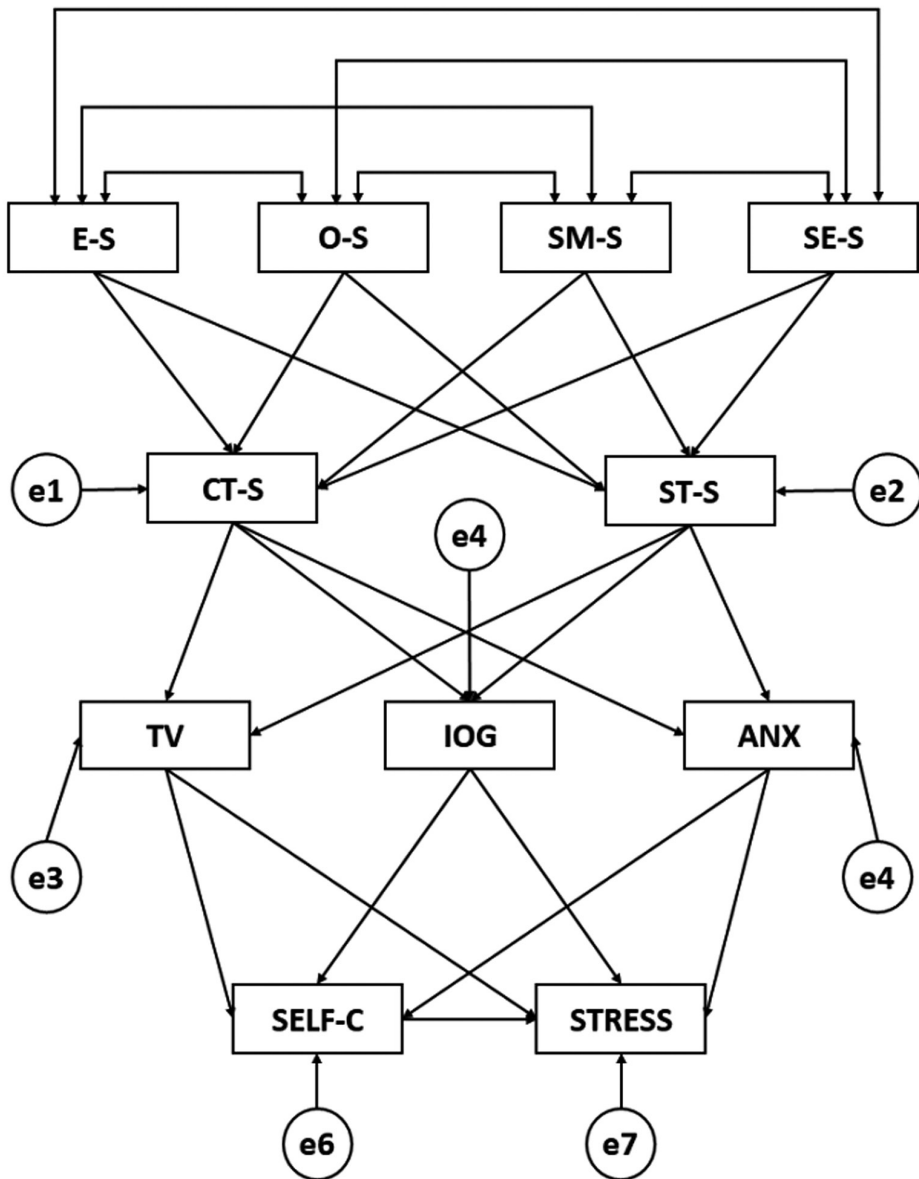 E-S
O-S
SM-S
SE-S
e1
CT-S
ST-S
e2
e4
TV
IOG
ANX
e3
e4
SELF-C
STRESS
e6
e7